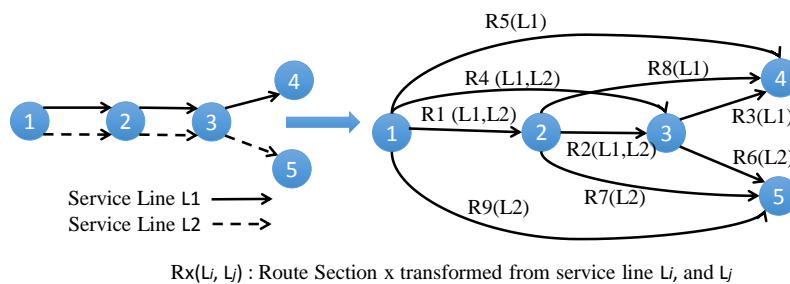 R5(L1)
R4 (L1,L2)
R8(L1)
R1 (L1,L2)
R3(L1)
R2(L1,L2)
R6(L2)
R7(L2)
R9(L2)
1
2
3
4
5
1
2
3
4
5
Service Line L1
Service Line L2
Rx(Li, Lj) : Route Section x transformed from service line Li, and Lj